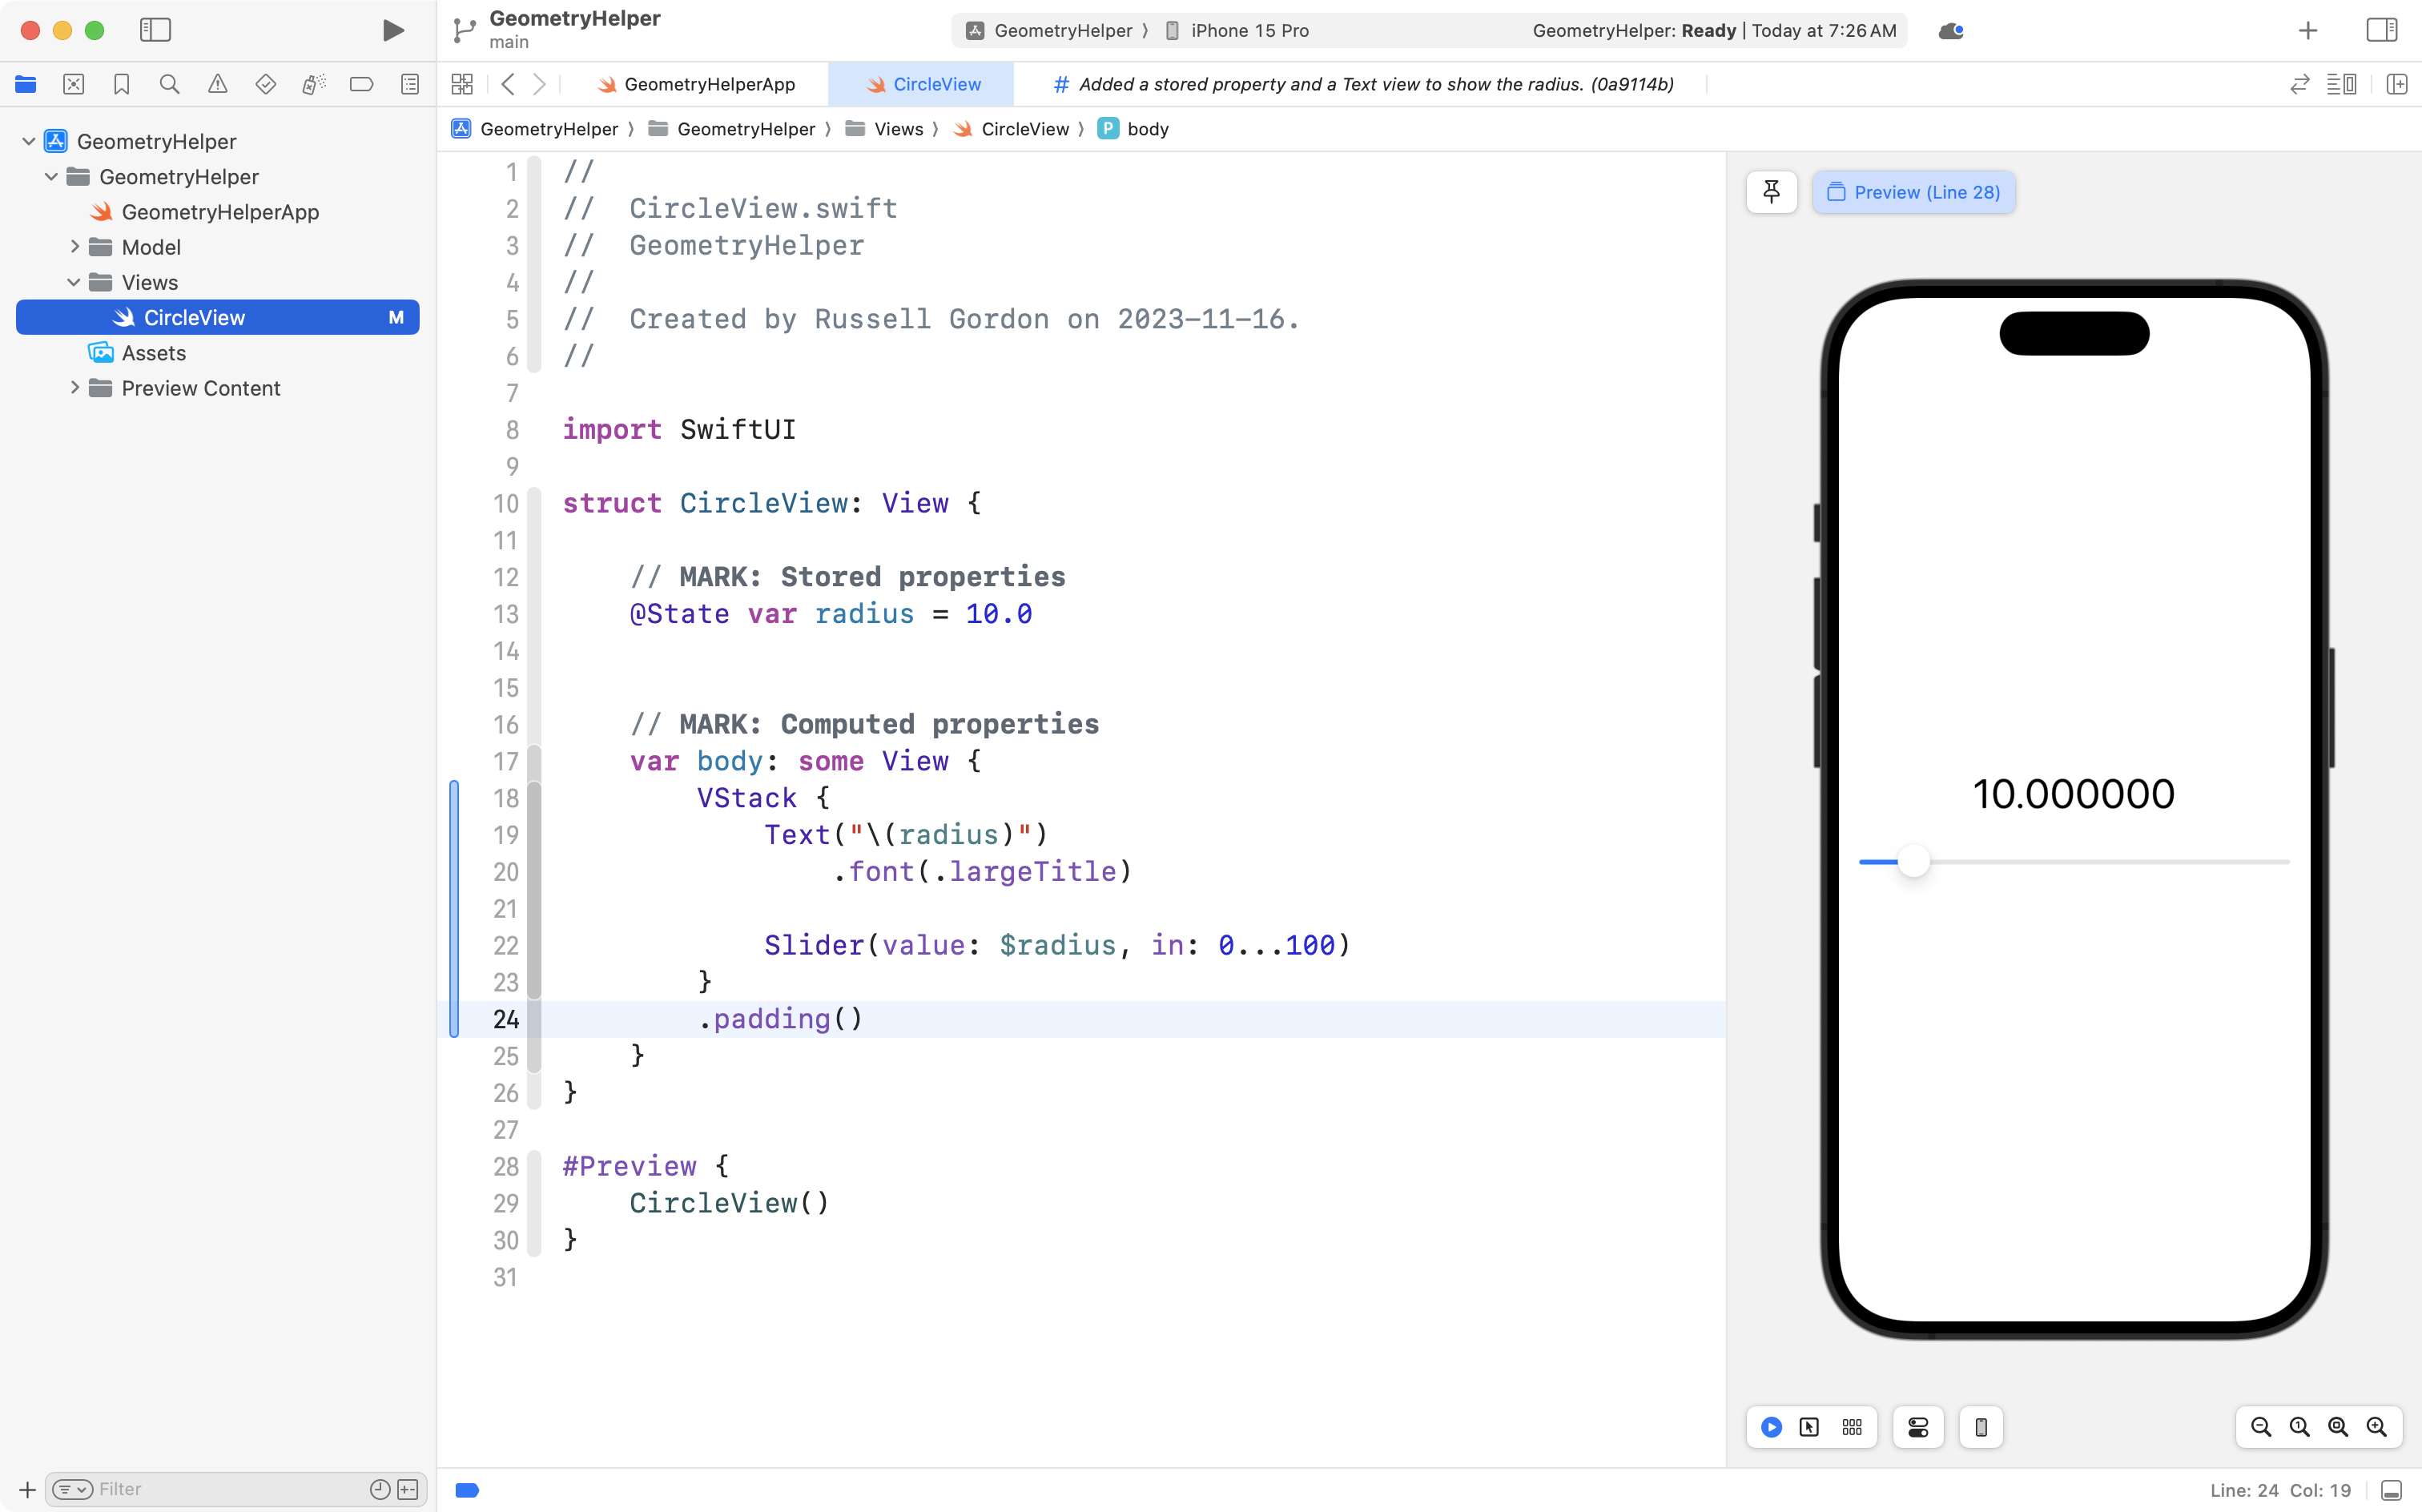 GeometryHelper
main
GeometryHelper ⟩ iPhone 15 Pro
GeometryHelper: Ready | Today at 7:26 AM
GeometryHelperApp
CircleView
# Added a stored property and a Text view to show the radius. (0a9114b)
GeometryHelper ⟩ GeometryHelper ⟩ Views ⟩ CircleView ⟩ P body
GeometryHelper
GeometryHelper
GeometryHelperApp
Model
Views
CircleView M
Assets
Preview Content
Filter
1 //
2 //  CircleView.swift
3 //  GeometryHelper
4 //
5 //  Created by Russell Gordon on 2023-11-16.
6 //
7
8 import SwiftUI
9
10 struct CircleView: View {
11
12     // MARK: Stored properties
13     @State var radius = 10.0
14
15
16     // MARK: Computed properties
17     var body: some View {
18         VStack {
19             Text("\(radius)")
20                 .font(.largeTitle)
21
22             Slider(value: $radius, in: 0...100)
23         }
24         .padding()
25     }
26 }
27
28 #Preview {
29     CircleView()
30 }
31
Preview (Line 28)
10.000000
Line: 24 Col: 19